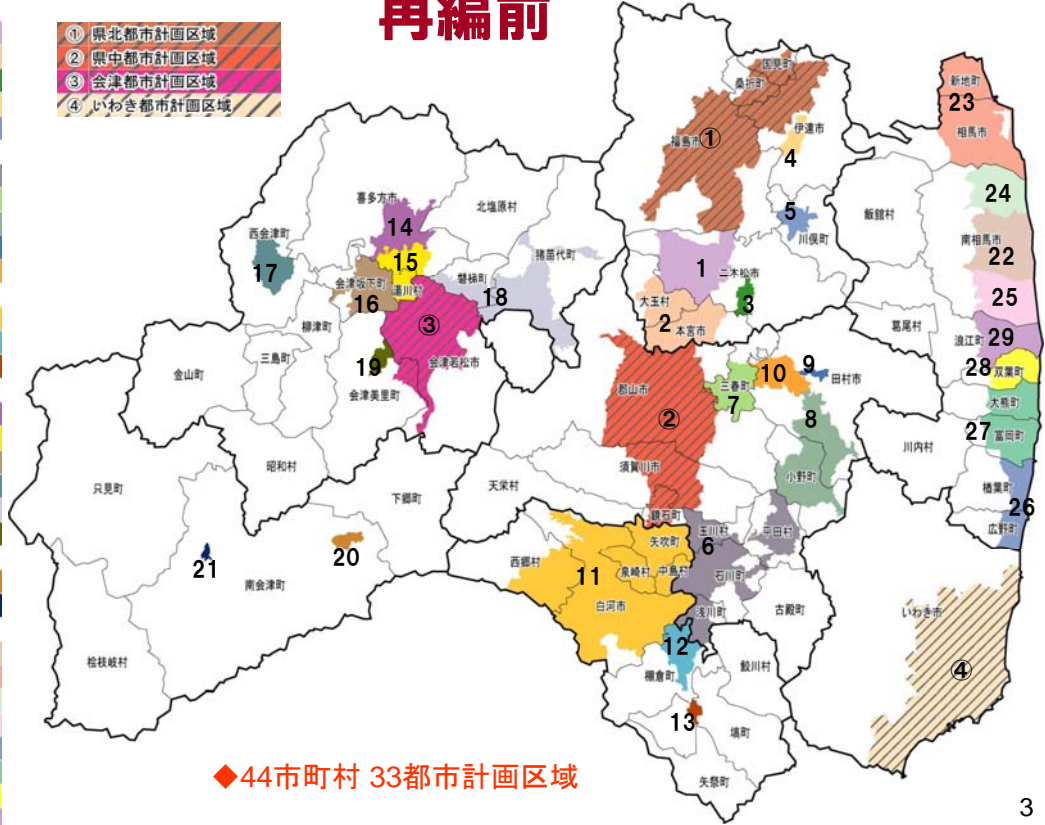 再編前
① 県北都市計画区域
② 県中都市計画区域
③ 会津都市計画区域
④ いわき都市計画区域
国見町
桑折町
伊達市
福島市
①
4
新地町
23
相馬市
喜多方市
北塩原村
14
西会津町
15
17
会津坂下町
湯川村
16
磐梯町
猪苗代町
18
5
川俣町
飯舘村
24
南相馬市
22
25
1
二本松市
3
大玉村
2
本宮市
柳津町
③
会津若松市
三島町
19
会津美里町
金山町
葛尾村
浪江町
29
28
双葉町
大熊町
27
富岡町
川内村
楢葉町
26
広野町
郡山市
②
三春町
7
10
9
田村市
8
小野町
須賀川市
天栄村
鏡石町
昭和村
只見町
下郷町
20
21
南会津町
檜枝岐村
西郷村
矢吹町
泉崎村
中島村
11
白河市
玉川村
6
平田村
石川町
浅川町
古殿町
12
棚倉町
鮫川村
13
塙町
矢祭町
いわき市
④
◆44市町村 33都市計画区域
3